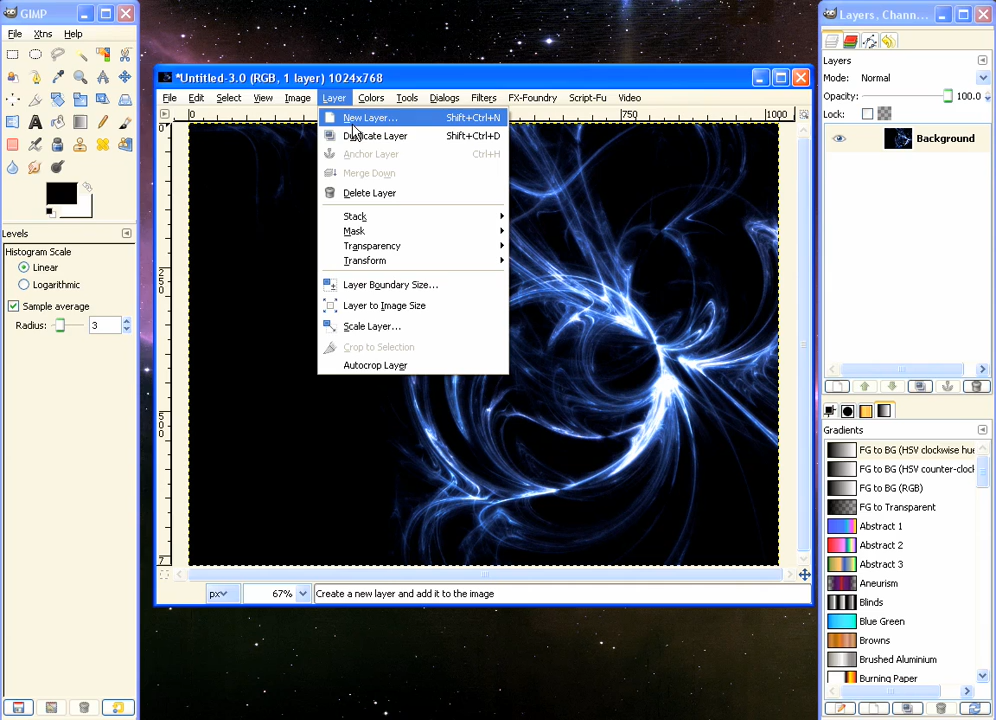 GIMP
File Xtns Help
Levels
Histogram Scale
Linear
Logarithmic
Sample average
Radius: 3
*Untitled-3.0 (RGB, 1 layer) 1024x768
File Edit Select View Image Layer Colors Tools Dialogs Filters FX-Foundry Script-Fu Video
0 750 1000
0
250
500
7
New Layer... Shift+Ctrl+N
Duplicate Layer Shift+Ctrl+D
Anchor Layer Ctrl+H
Merge Down
Delete Layer
Stack
Mask
Transparency
Transform
Layer Boundary Size...
Layer to Image Size
Scale Layer...
Crop to Selection
Autocrop Layer
px 67% Create a new layer and add it to the image
Layers, Chann...
Layers
Mode: Normal
Opacity: 100.0
Lock:
Background
Gradients
FG to BG (HSV clockwise hue
FG to BG (HSV counter-clock
FG to BG (RGB)
FG to Transparent
Abstract 1
Abstract 2
Abstract 3
Aneurism
Blinds
Blue Green
Browns
Brushed Aluminium
Burning Paper